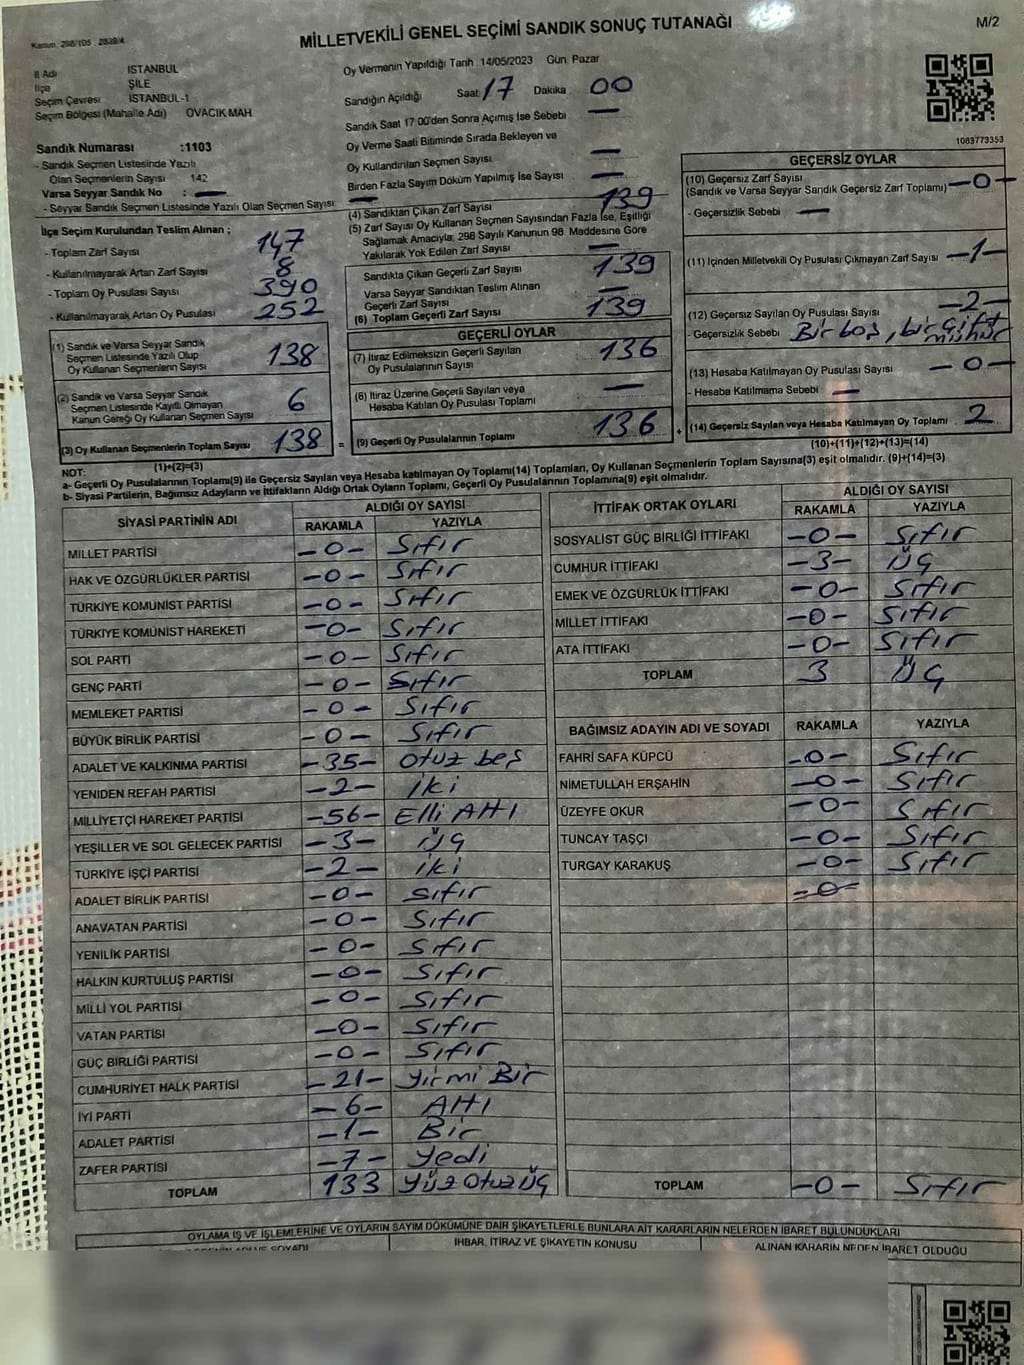 Kanun: 298/105 2839/4
MİLLETVEKİLİ GENEL SEÇİMİ SANDIK SONUÇ TUTANAĞI
M/2
İl Adı İSTANBUL
İlçe ŞİLE
Seçim Çevresi İSTANBUL-1
Seçim Bölgesi (Mahalle Adı) OVACIK MAH.
Sandık Numarası :1103
- Sandık Seçmen Listesinde Yazılı
Olan Seçmenlerin Sayısı 142
Varsa Seyyar Sandık No : —
- Seyyar Sandık Seçmen Listesinde Yazılı Olan Seçmen Sayısı —
Oy Vermenin Yapıldığı Tarih :14/05/2023 Gün: Pazar
Sandığın Açıldığı Saat: 17 Dakika 00
Sandık Saat 17:00'den Sonra Açılmış İse Sebebi —
Oy Verme Saati Bitiminde Sırada Bekleyen ve
Oy Kullandırılan Seçmen Sayısı —
Birden Fazla Sayım Döküm Yapılmış İse Sayısı —
1083773353
İlçe Seçim Kurulundan Teslim Alınan ;
- Toplam Zarf Sayısı 147
- Kullanılmayarak Artan Zarf Sayısı 8
- Toplam Oy Pusulası Sayısı 390
- Kullanılmayarak Artan Oy Pusulası 252
(4) Sandıktan Çıkan Zarf Sayısı 139
(5) Zarf Sayısı Oy Kullanan Seçmen Sayısından Fazla İse, Eşitliği
Sağlamak Amacıyla; 298 Sayılı Kanunun 98. Maddesine Göre
Yakılarak Yok Edilen Zarf Sayısı —
Sandıkta Çıkan Geçerli Zarf Sayısı 139
Varsa Seyyar Sandıktan Teslim Alınan
Geçerli Zarf Sayısı —
(6) Toplam Geçerli Zarf Sayısı 139
GEÇERSİZ OYLAR
(10) Geçersiz Zarf Sayısı
(Sandık ve Varsa Seyyar Sandık Geçersiz Zarf Toplamı) -0-
- Geçersizlik Sebebi —
(11) İçinden Milletvekili Oy Pusulası Çıkmayan Zarf Sayısı -1-
(12) Geçersiz Sayılan Oy Pusulası Sayısı -2-
- Geçersizlik Sebebi Bir boş, bir çift mühür
(13) Hesaba Katılmayan Oy Pusulası Sayısı -0-
- Hesaba Katılmama Sebebi —
(14) Geçersiz Sayılan veya Hesaba Katılmayan Oy Toplamı 2
(10)+(11)+(12)+(13)=(14)
(1) Sandık ve Varsa Seyyar Sandık
Seçmen Listesinde Yazılı Olup
Oy Kullanan Seçmenlerin Sayısı 138
(2) Sandık ve Varsa Seyyar Sandık
Seçmen Listesinde Kayıtlı Olmayan
Kanun Gereği Oy Kullanan Seçmen Sayısı 6
(3) Oy Kullanan Seçmenlerin Toplam Sayısı 138 =
(1)+(2)=(3)
GEÇERLİ OYLAR
(7) İtiraz Edilmeksizin Geçerli Sayılan
Oy Pusulalarının Sayısı 136
(8) İtiraz Üzerine Geçerli Sayılan veya
Hesaba Katılan Oy Pusulası Toplamı —
(9) Geçerli Oy Pusulalarının Toplamı 136 +
NOT:
a- Geçerli Oy Pusulalarının Toplamı(9) ile Geçersiz Sayılan veya Hesaba katılmayan Oy Toplamı(14) Toplamları, Oy Kullanan Seçmenlerin Toplam Sayısına(3) eşit olmalıdır. (9)+(14)=(3)
b- Siyasi Partilerin, Bağımsız Adayların ve İttifakların Aldığı Ortak Oyların Toplamı, Geçerli Oy Pusulalarının Toplamına(9) eşit olmalıdır.
SİYASİ PARTİNİN ADI ALDIĞI OY SAYISI
RAKAMLA YAZIYLA
MİLLET PARTİSİ -0- Sıfır
HAK VE ÖZGÜRLÜKLER PARTİSİ -0- Sıfır
TÜRKİYE KOMÜNİST PARTİSİ -0- Sıfır
TÜRKİYE KOMÜNİST HAREKETİ -0- Sıfır
SOL PARTİ -0- Sıfır
GENÇ PARTİ -0- Sıfır
MEMLEKET PARTİSİ -0- Sıfır
BÜYÜK BİRLİK PARTİSİ -0- Sıfır
ADALET VE KALKINMA PARTİSİ -35- Otuz beş
YENİDEN REFAH PARTİSİ -2- İki
MİLLİYETÇİ HAREKET PARTİSİ -56- Elli Altı
YEŞİLLER VE SOL GELECEK PARTİSİ -3- Üç
TÜRKİYE İŞÇİ PARTİSİ -2- İki
ADALET BİRLİK PARTİSİ -0- Sıfır
ANAVATAN PARTİSİ -0- Sıfır
YENİLİK PARTİSİ -0- Sıfır
HALKIN KURTULUŞ PARTİSİ -0- Sıfır
MİLLİ YOL PARTİSİ -0- Sıfır
VATAN PARTİSİ -0- Sıfır
GÜÇ BİRLİĞİ PARTİSİ -0- Sıfır
CUMHURİYET HALK PARTİSİ -21- Yirmi Bir
İYİ PARTİ -6- Altı
ADALET PARTİSİ -1- Bir
ZAFER PARTİSİ -7- Yedi
TOPLAM 133 Yüz Otuz Üç
İTTİFAK ORTAK OYLARI ALDIĞI OY SAYISI
RAKAMLA YAZIYLA
SOSYALİST GÜÇ BİRLİĞİ İTTİFAKI -0- Sıfır
CUMHUR İTTİFAKI -3- Üç
EMEK VE ÖZGÜRLÜK İTTİFAKI -0- Sıfır
MİLLET İTTİFAKI -0- Sıfır
ATA İTTİFAKI -0- Sıfır
TOPLAM 3 Üç
BAĞIMSIZ ADAYIN ADI VE SOYADI RAKAMLA YAZIYLA
FAHRİ SAFA KÜPCÜ -0- Sıfır
NİMETULLAH ERŞAHİN -0- Sıfır
ÜZEYFE OKUR -0- Sıfır
TUNCAY TAŞÇI -0- Sıfır
TURGAY KARAKUŞ -0- Sıfır
-0-
TOPLAM -0- Sıfır
OYLAMA İŞ VE İŞLEMLERİNE VE OYLARIN SAYIM DÖKÜMÜNE DAİR ŞİKAYETLERLE BUNLARA AİT KARARLARIN NELERDEN İBARET BULUNDUKLARI
ADI VE SOYADI İHBAR, İTİRAZ VE ŞİKAYETİN KONUSU ALINAN KARARIN NEDEN İBARET OLDUĞU